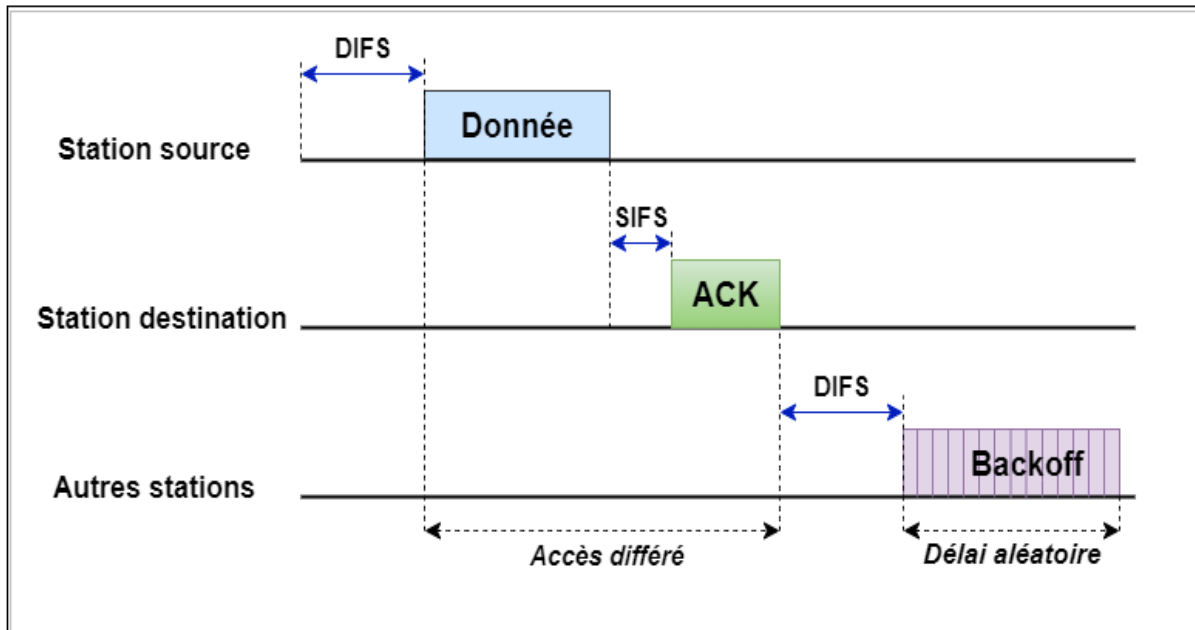 DIFS
Donnée
Station source
SIFS
ACK
Station destination
DIFS
Backoff
Autres stations
Accès différé
Délai aléatoire